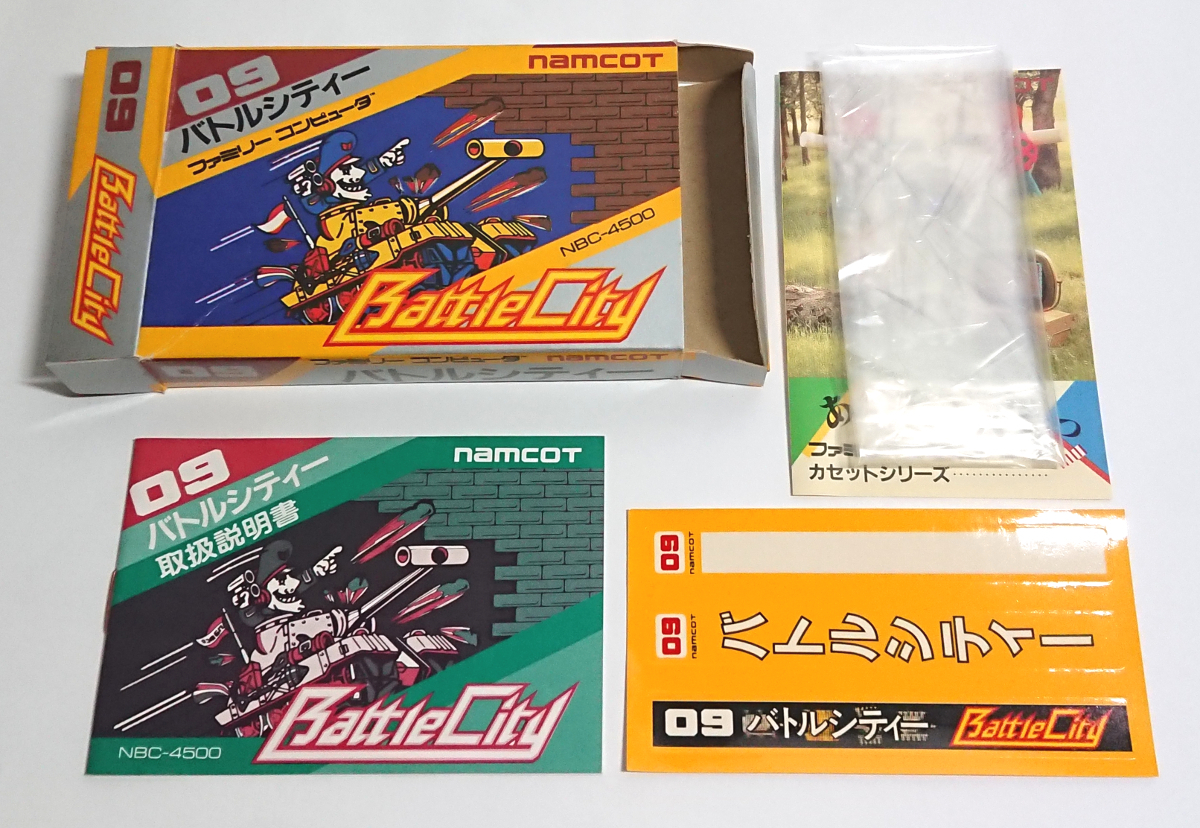 09
BattleCity
09
バトルシティー
ファミリーコンピュータ
namcot
NBC-4500
BattleCity
09
ファミリーコンピュータ
namcot
バトルシティー
09
バトルシティー
取扱説明書
namcot
NBC-4500
BattleCity
あ
ファミ
カセットシリーズ
09
namcot
09
namcot
バトルシティー
09 バトルシティー BattleCity